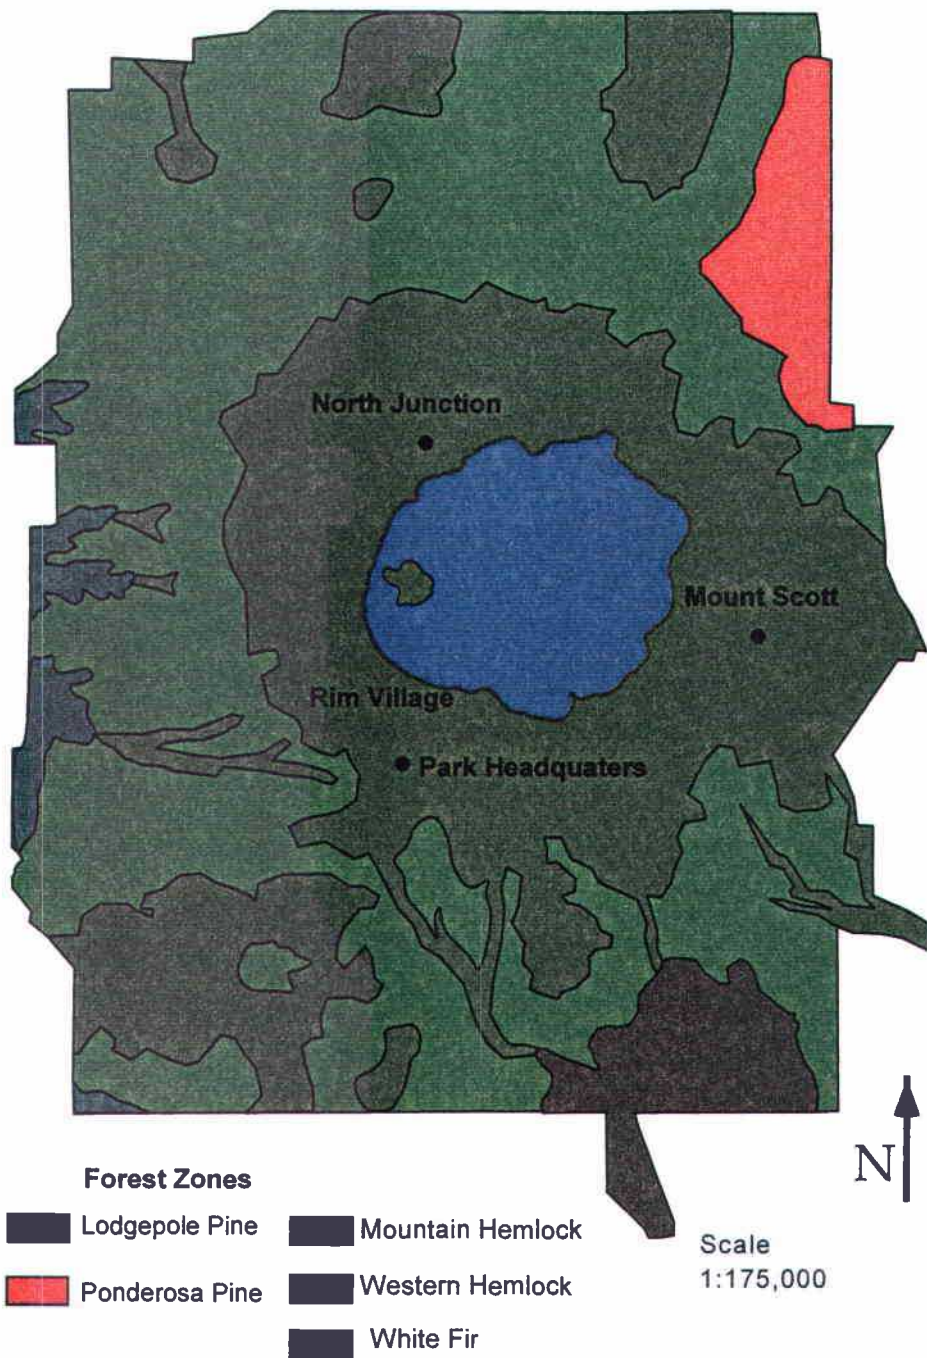 North Junction
Mount Scott
Rim Village
Park Headquaters
N
Forest Zones
Lodgepole Pine
Mountain Hemlock
Ponderosa Pine
Western Hemlock
White Fir
Scale
1:175,000